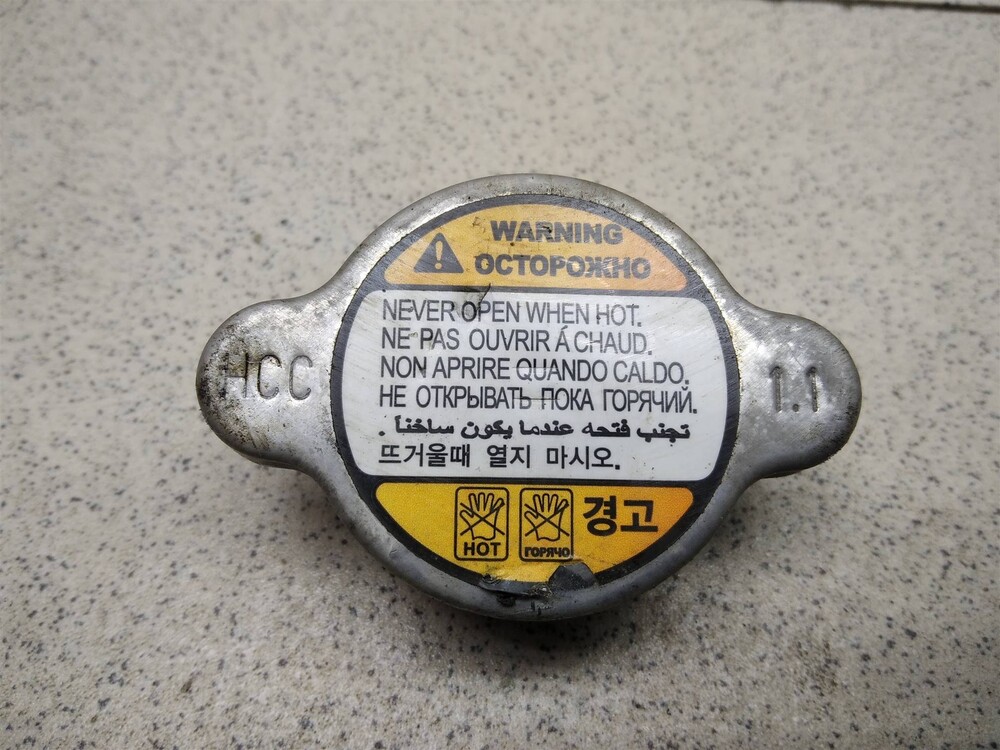 WARNING
ОСТОРОЖНО
NEVER OPEN WHEN HOT.
NE PAS OUVRIR Á CHAUD.
NON APRIRE QUANDO CALDO.
НЕ ОТКРЫВАТЬ ПОКА ГОРЯЧИЙ.
تجنب فتحه عندما يكون ساخناً .
뜨거울때 열지 마시오.
HCC
1.1
HOT
ГОРЯЧО
경고